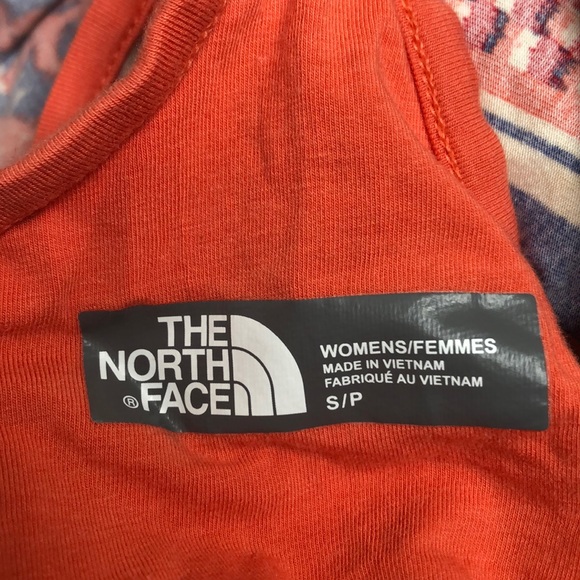 THE
NORTH
® FACE
WOMENS/FEMMES
MADE IN VIETNAM
FABRIQUÉ AU VIETNAM
S/P